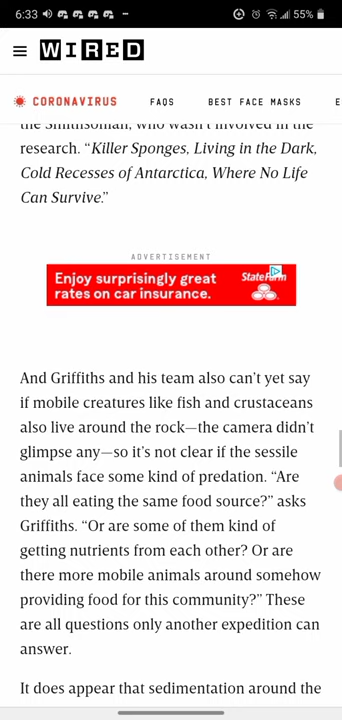 6:33
55%
WIRED
CORONAVIRUS FAQS BEST FACE MASKS E
the Smithsonian, who wasn't involved in the
research. “Killer Sponges, Living in the Dark,
Cold Recesses of Antarctica, Where No Life
Can Survive.”
ADVERTISEMENT
Enjoy surprisingly great
rates on car insurance.
StateFarm
And Griffiths and his team also can’t yet say
if mobile creatures like fish and crustaceans
also live around the rock—the camera didn’t
glimpse any—so it’s not clear if the sessile
animals face some kind of predation. “Are
they all eating the same food source?” asks
Griffiths. “Or are some of them kind of
getting nutrients from each other? Or are
there more mobile animals around somehow
providing food for this community?” These
are all questions only another expedition can
answer.
It does appear that sedimentation around the